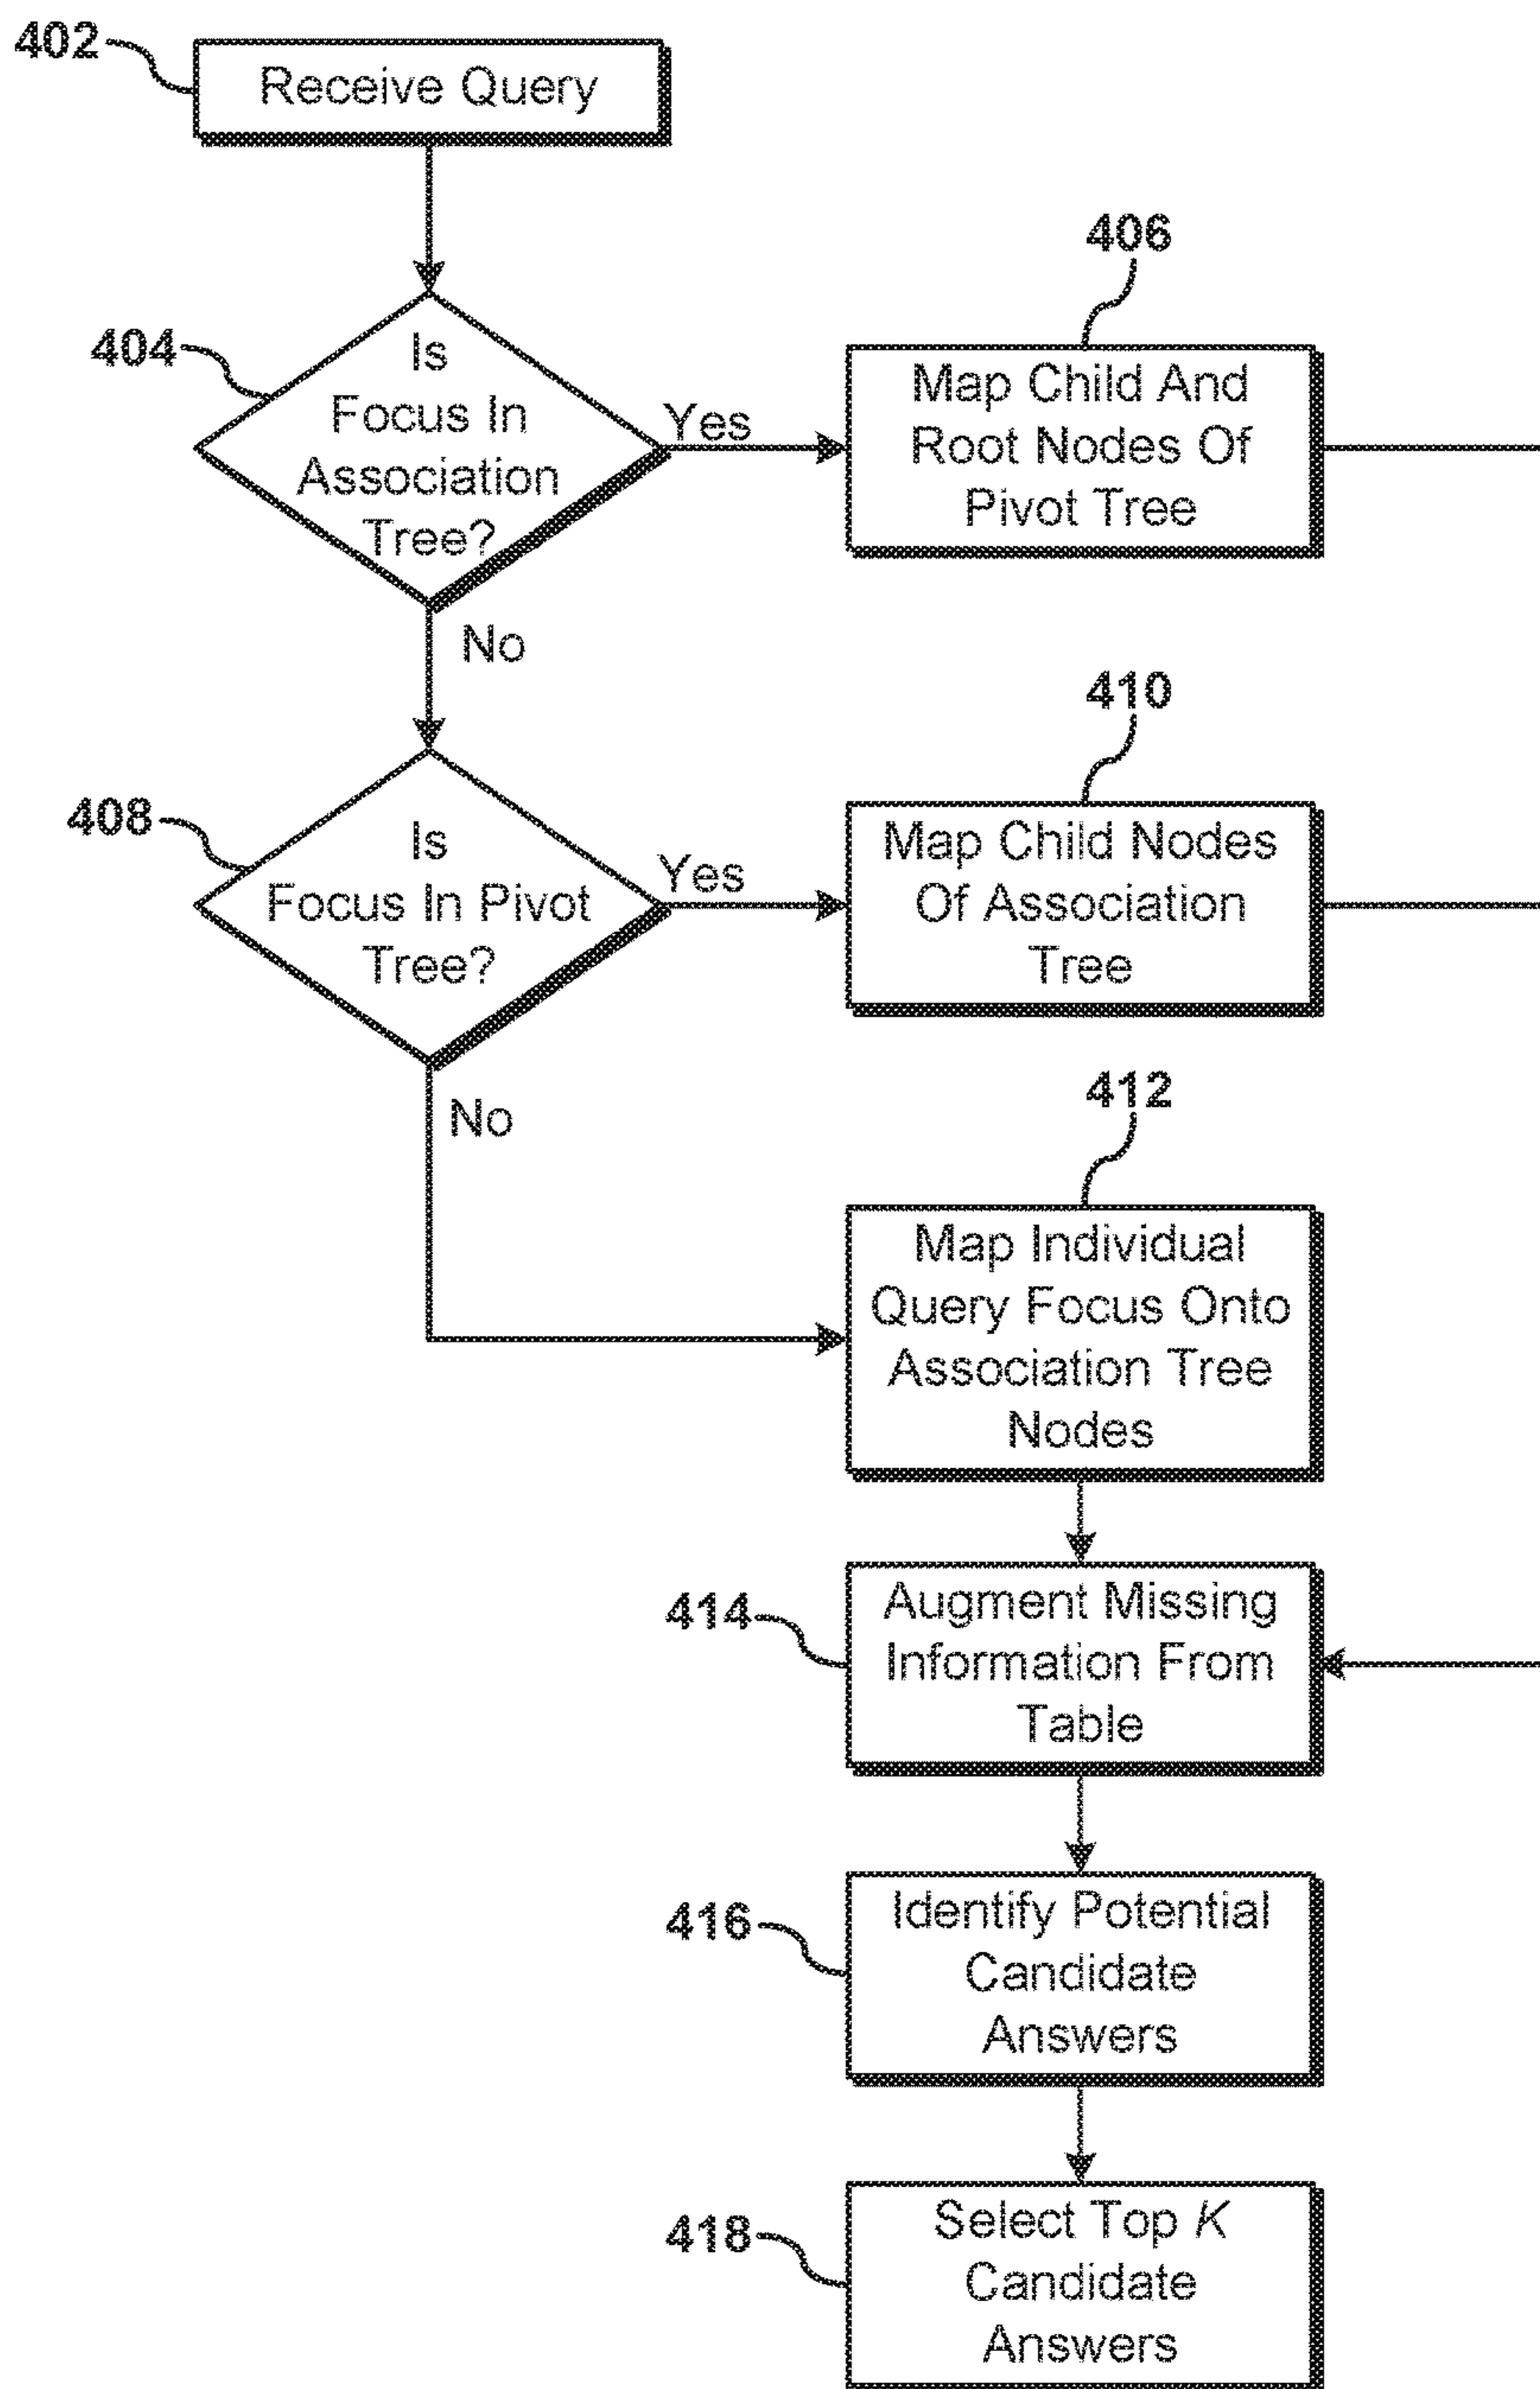 402
Receive Query
404
Is
Focus In
Association
Tree?
Yes
No
406
Map Child And
Root Nodes Of
Pivot Tree
408
Is
Focus In Pivot
Tree?
Yes
No
410
Map Child Nodes
Of Association
Tree
412
Map Individual
Query Focus Onto
Association Tree
Nodes
414
Augment Missing
Information From
Table
416
Identify Potential
Candidate
Answers
418
Select Top K
Candidate
Answers